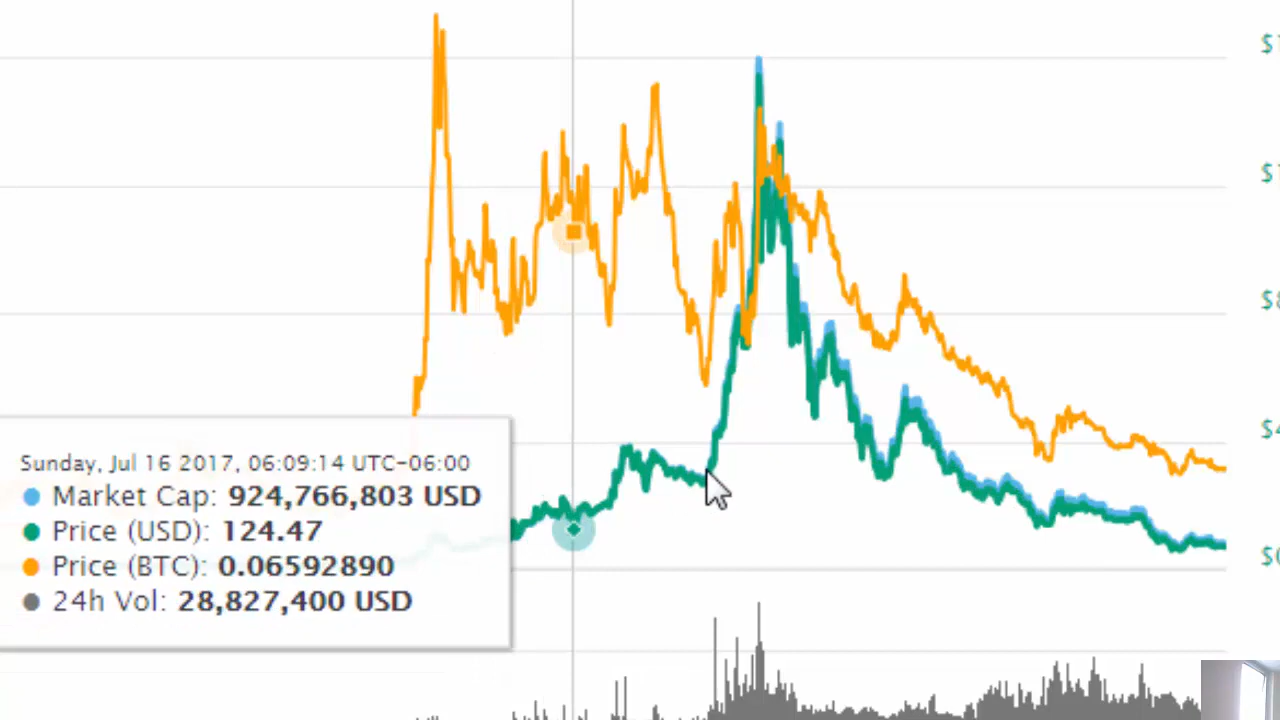 Sunday, Jul 16 2017, 06:09:14 UTC-06:00
Market Cap: 924,766,803 USD
Price (USD): 124.47
Price (BTC): 0.06592890
24h Vol: 28,827,400 USD